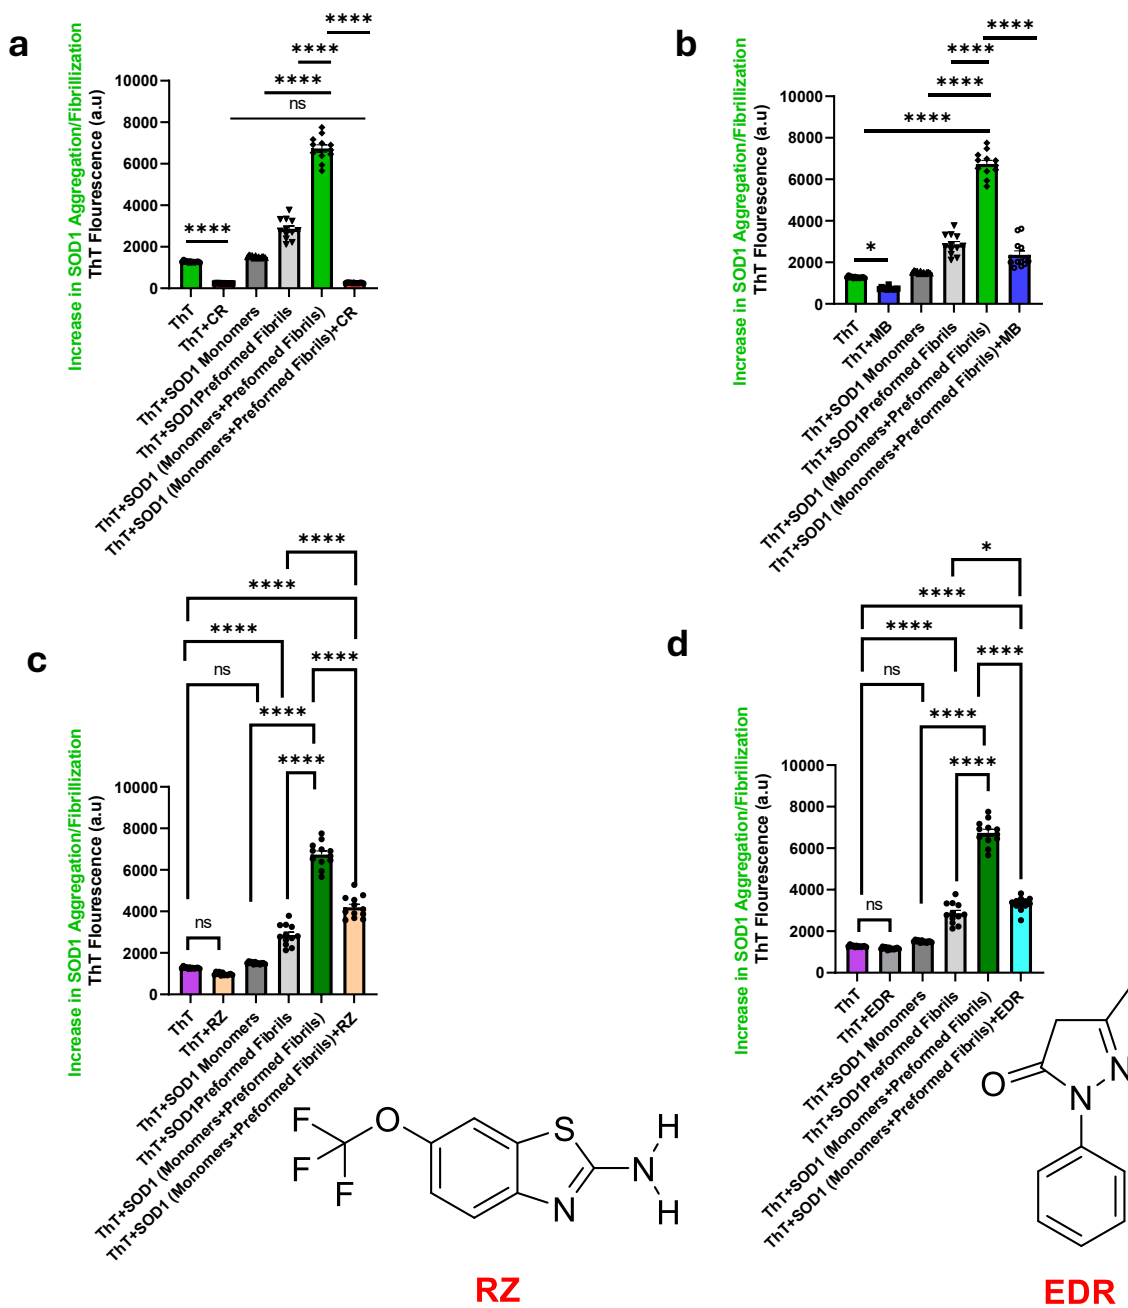 a
Increase in SOD1 Aggregation/Fibrillization
ThT Flourescence (a.u)
10000
8000
6000
4000
2000
0
****
****
****
****
ns
ThT
ThT+CR
ThT+SOD1 Monomers
ThT+SOD1Preformed Fibrils
ThT+SOD1 (Monomers+Preformed Fibrils)
ThT+SOD1 (Monomers+Preformed Fibrils)+CR
b
Increase in SOD1 Aggregation/Fibrillization
ThT Flourescence (a.u)
10000
8000
6000
4000
2000
0
****
****
****
****
*
ThT
ThT+MB
ThT+SOD1 Monomers
ThT+SOD1Preformed Fibrils
ThT+SOD1 (Monomers+Preformed Fibrils)
ThT+SOD1 (Monomers+Preformed Fibrils)+MB
c
Increase in SOD1 Aggregation/Fibrillization
ThT Flourescence (a.u)
10000
8000
6000
4000
2000
0
****
****
****
ns
****
****
****
ns
ThT
ThT+RZ
ThT+SOD1 Monomers
ThT+SOD1Preformed Fibrils
ThT+SOD1 (Monomers+Preformed Fibrils)
ThT+SOD1 (Monomers+Preformed Fibrils)+RZ
F
F
F
O
S
N
N
H
H
RZ
d
Increase in SOD1 Aggregation/Fibrillization
ThT Flourescence (a.u)
10000
8000
6000
4000
2000
0
*
****
****
ns
****
****
****
ns
ThT
ThT+EDR
ThT+SOD1 Monomers
ThT+SOD1Preformed Fibrils
ThT+SOD1 (Monomers+Preformed Fibrils)
ThT+SOD1 (Monomers+Preformed Fibrils)+EDR
O
N
N
EDR